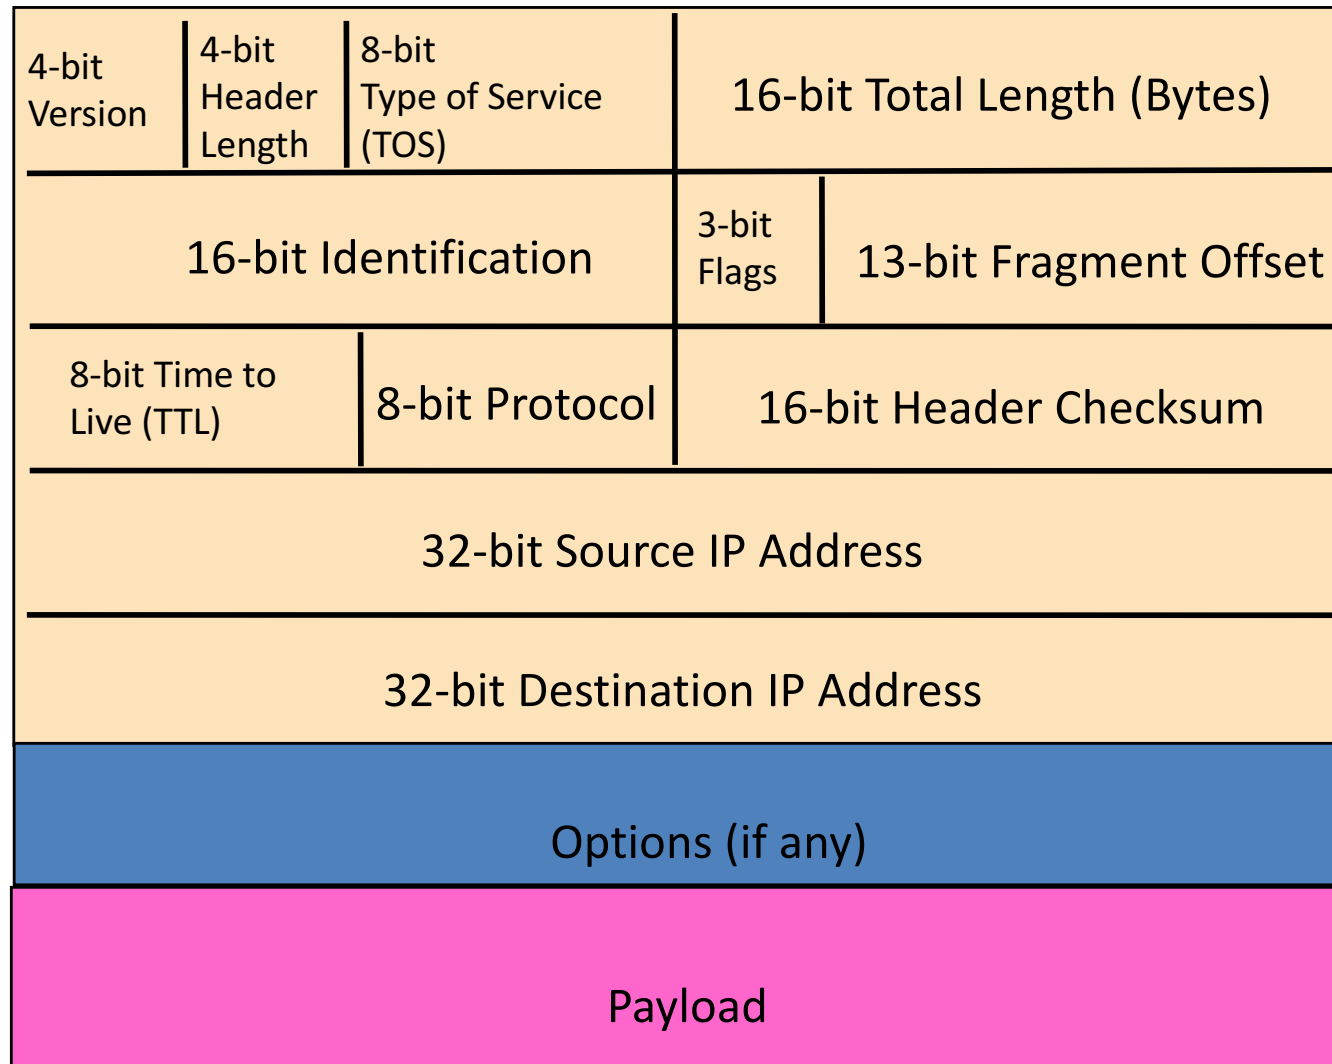 4-bit
Version
4-bit
Header
Length
8-bit
Type of Service
(TOS)
16-bit Total Length (Bytes)
16-bit Identification
3-bit
Flags
13-bit Fragment Offset
8-bit Time to
Live (TTL)
8-bit Protocol
16-bit Header Checksum
32-bit Source IP Address
32-bit Destination IP Address
Options (if any)
Payload